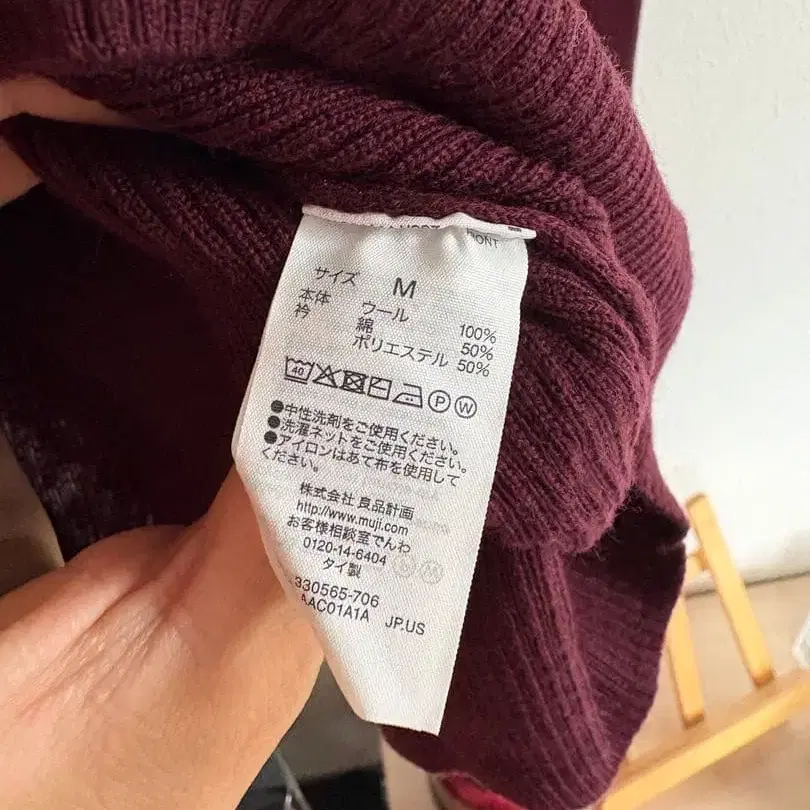 FRONT
サイズ M
本体 ウール 100%
衿 綿 50%
ポリエステル 50%
40 P W
●中性洗剤をご使用ください。
●洗濯ネットをご使用ください。
●アイロンはあて布を使用して
ください。
株式会社 良品計画
http://www.muji.com
お客様相談室でんわ
0120-14-6404
タイ製
330565-706
AAC01A1A JP.US